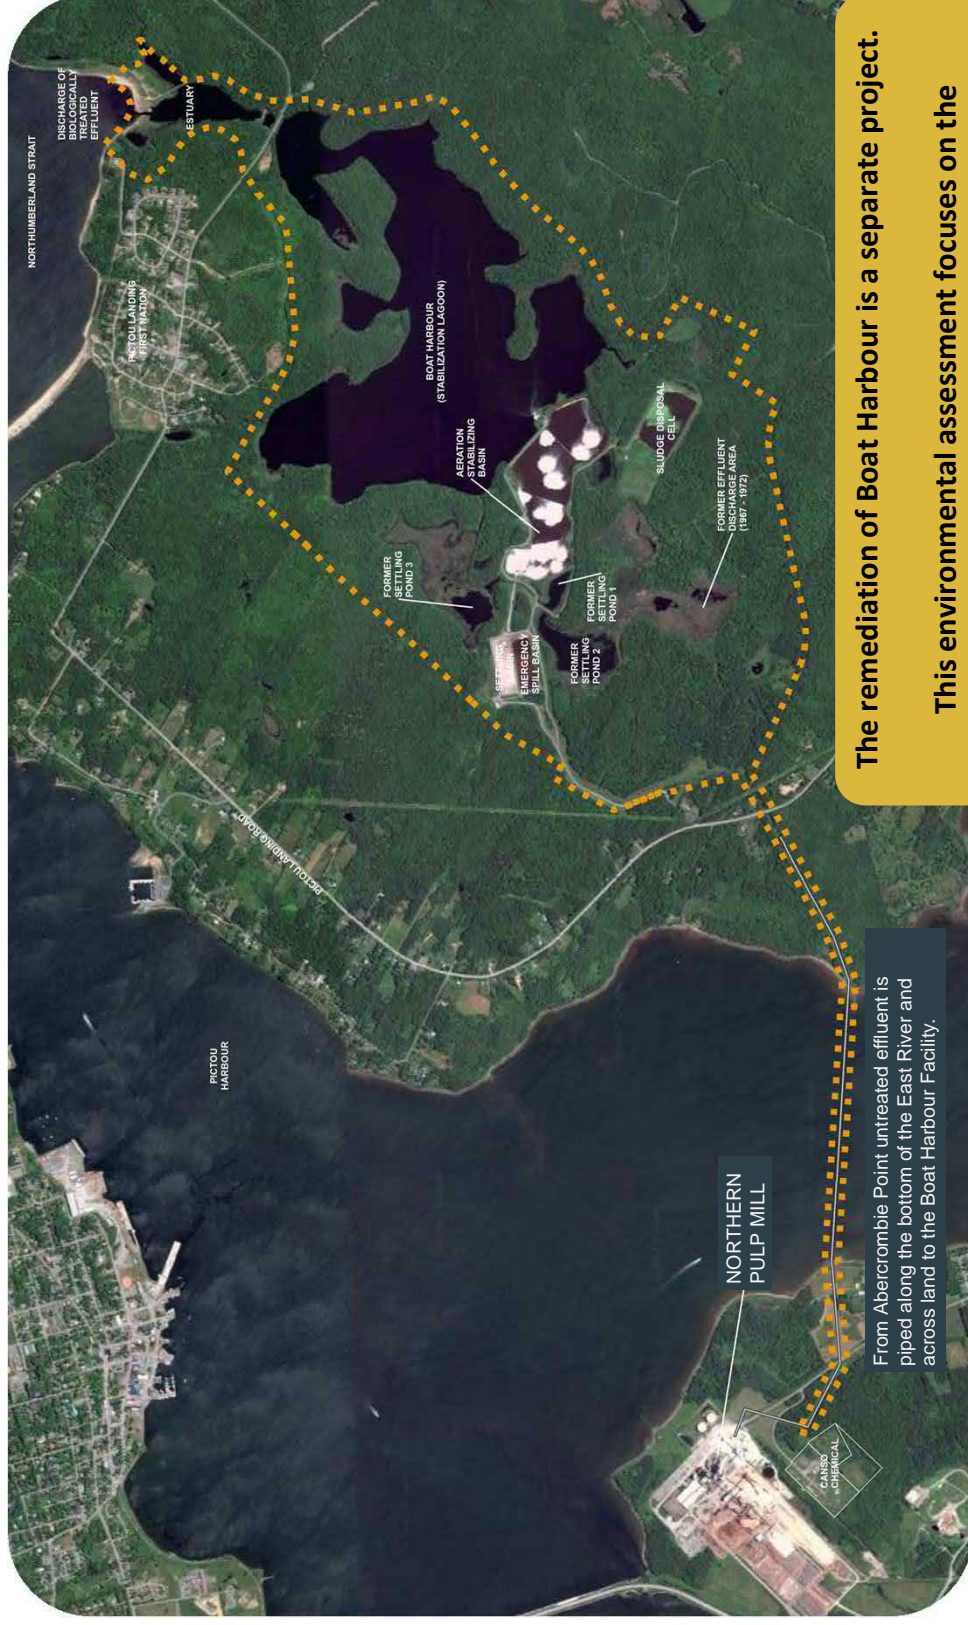 NORTHUMBERLAND STRAIT
DISCHARGE OF
BIOLOGICALLY
TREATED
EFFLUENT
PICTOU LANDING
FIRST NATION
ESTUARY
PICTOU
HARBOUR
PICTOU LANDING ROAD
FORMER
SETTLING
POND 3
BOAT HARBOUR
(STABILIZATION LAGOON)
AERATION
STABILIZING
BASIN
SETTLING
BASIN
EMERGENCY
SPILL BASIN
FORMER
SETTLING
POND 2
FORMER
SETTLING
POND 1
SLUDGE DISPOSAL
CELL
FORMER EFFLUENT
DISCHARGE AREA
(1967 - 1972)
NORTHERN
PULP MILL
CANSO
CHEMICAL
From Abercrombie Point untreated effluent is
piped along the bottom of the East River and
across land to the Boat Harbour Facility.
The remediation of Boat Harbour is a separate project.
This environmental assessment focuses on the